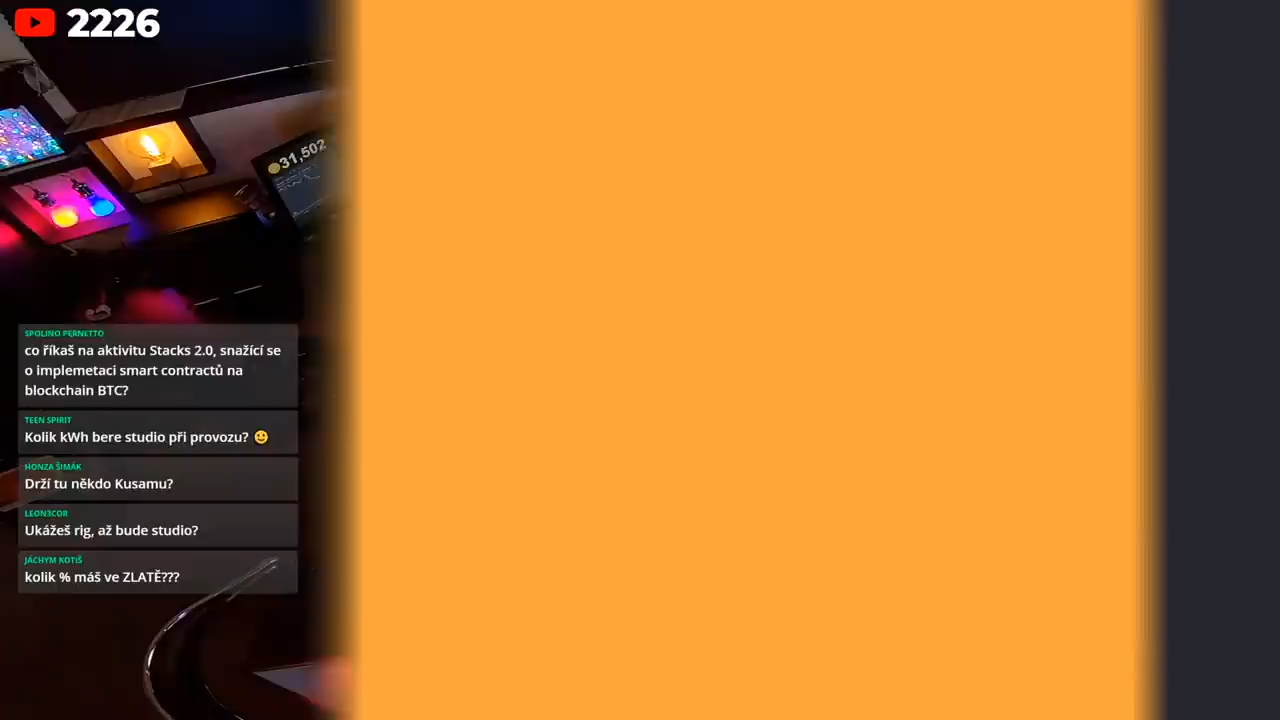 2226
31,502
SPOLINO PERNETTO
co říkaš na aktivitu Stacks 2.0, snažící se
o implemetaci smart contractů na
blockchain BTC?
TEEN SPIRIT
Kolik kWh bere studio při provozu? 🙂
HONZA ŠIMÁK
Drží tu někdo Kusamu?
LEON3COR
Ukážeš rig, až bude studio?
JÁCHYM KOTIŠ
kolik % máš ve ZLATĚ???